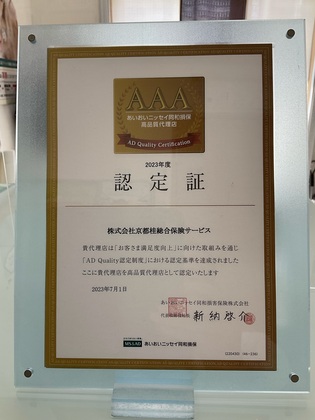 AAA
あいおいニッセイ同和損保
高品質代理店
AD Quality Certification
2023年度
認定証
株式会社京都桂総合保険サービス
貴代理店は「お客さま満足度向上」に向けた取組みを通じ
「AD Quality認定制度」における認定基準を達成されました
ここに貴代理店を高品質代理店として認定いたします
2023年7月1日
あいおいニッセイ同和損害保険株式会社
代表取締役社長 新納啓介
MS&AD あいおいニッセイ同和損保